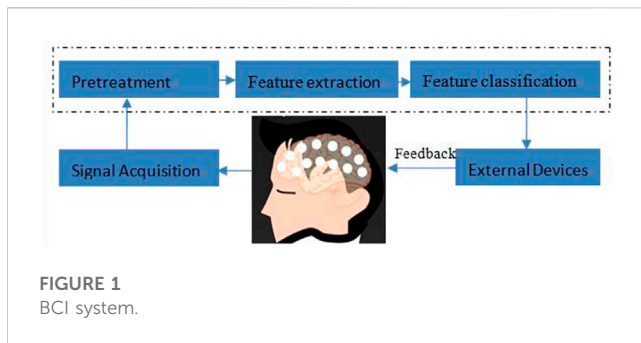 Pretreatment
Feature extraction
Feature classification
Signal Acquisition
Feedback
External Devices
FIGURE 1
BCI system.